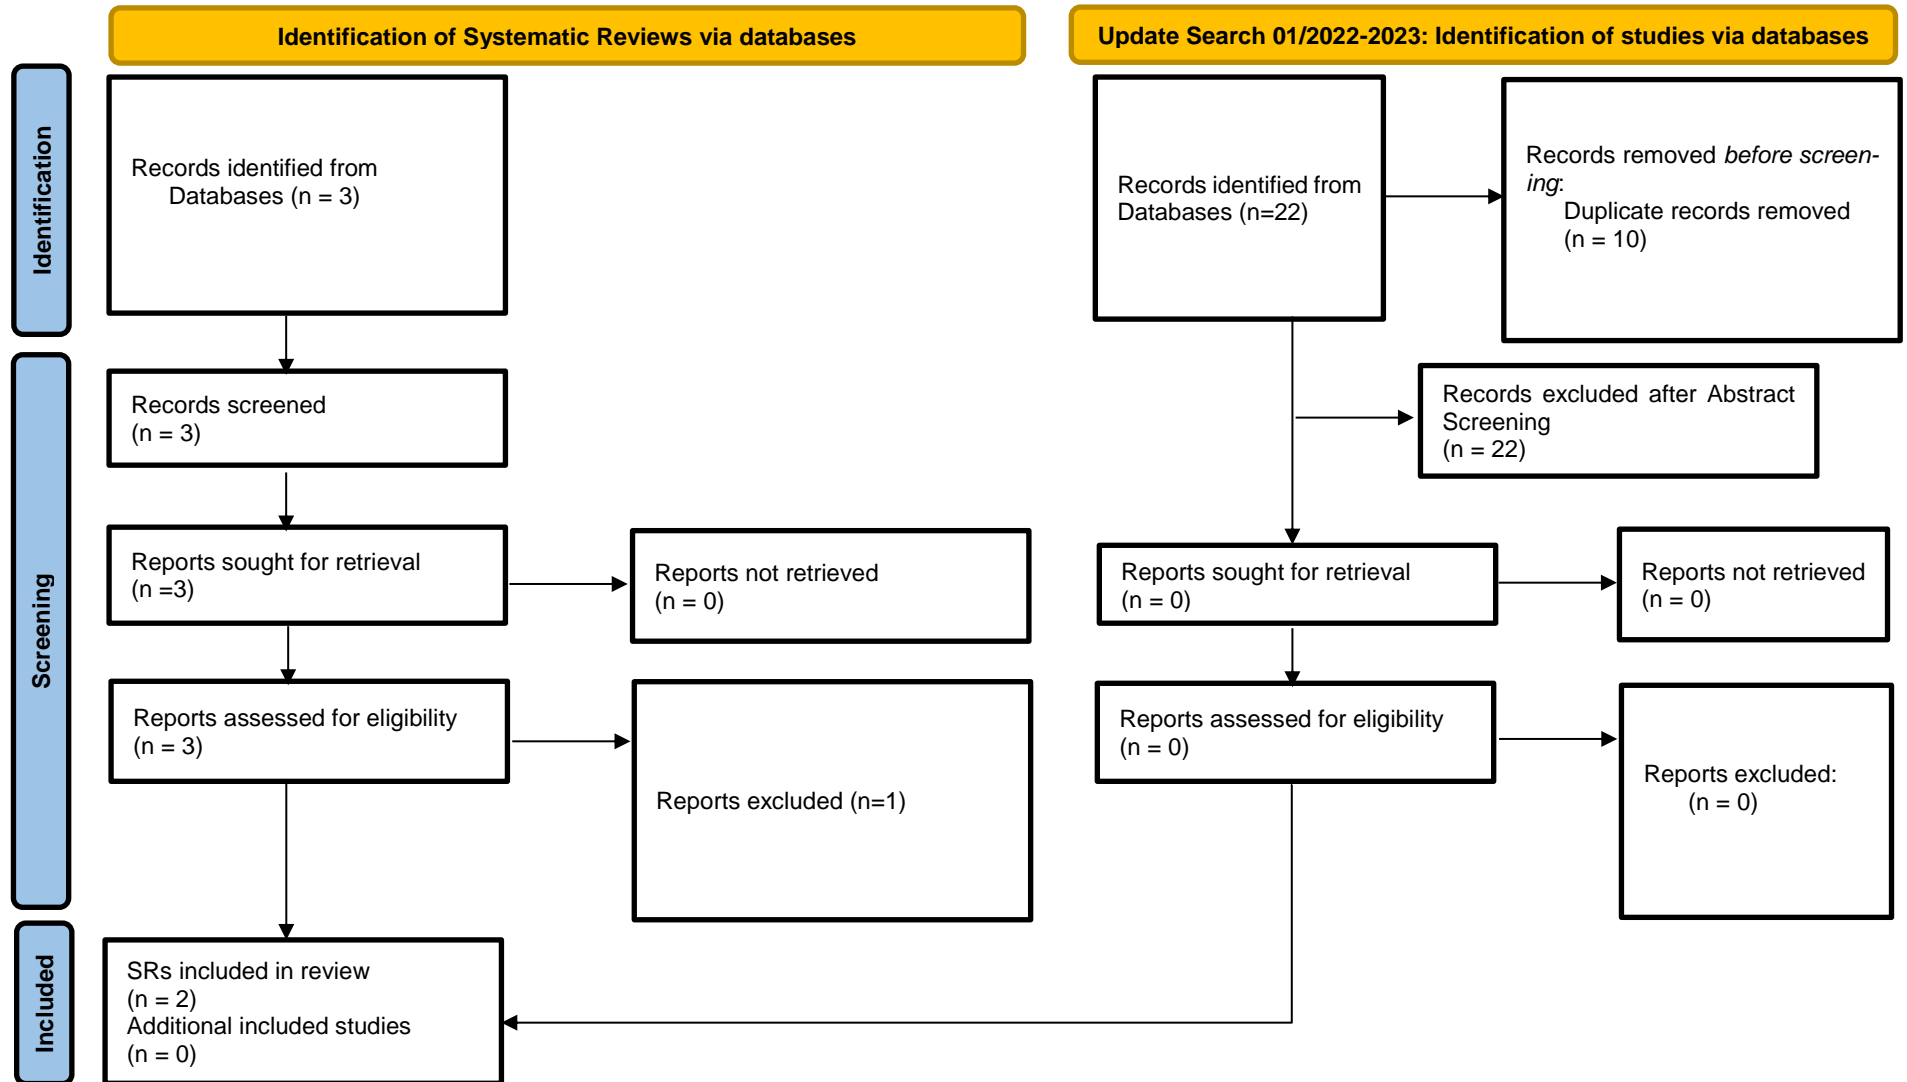 Identification of Systematic Reviews via databases
Update Search 01/2022-2023: Identification of studies via databases
Identification
Records identified from
Databases (n = 3)
Records identified from
Databases (n=22)
Records removed before screen-
ing:
Duplicate records removed
(n = 10)
Screening
Records screened
(n = 3)
Records excluded after Abstract
Screening
(n = 22)
Reports sought for retrieval
(n =3)
Reports not retrieved
(n = 0)
Reports sought for retrieval
(n = 0)
Reports not retrieved
(n = 0)
Reports assessed for eligibility
(n = 3)
Reports excluded (n=1)
Reports assessed for eligibility
(n = 0)
Reports excluded:
(n = 0)
Included
SRs included in review
(n = 2)
Additional included studies
(n = 0)